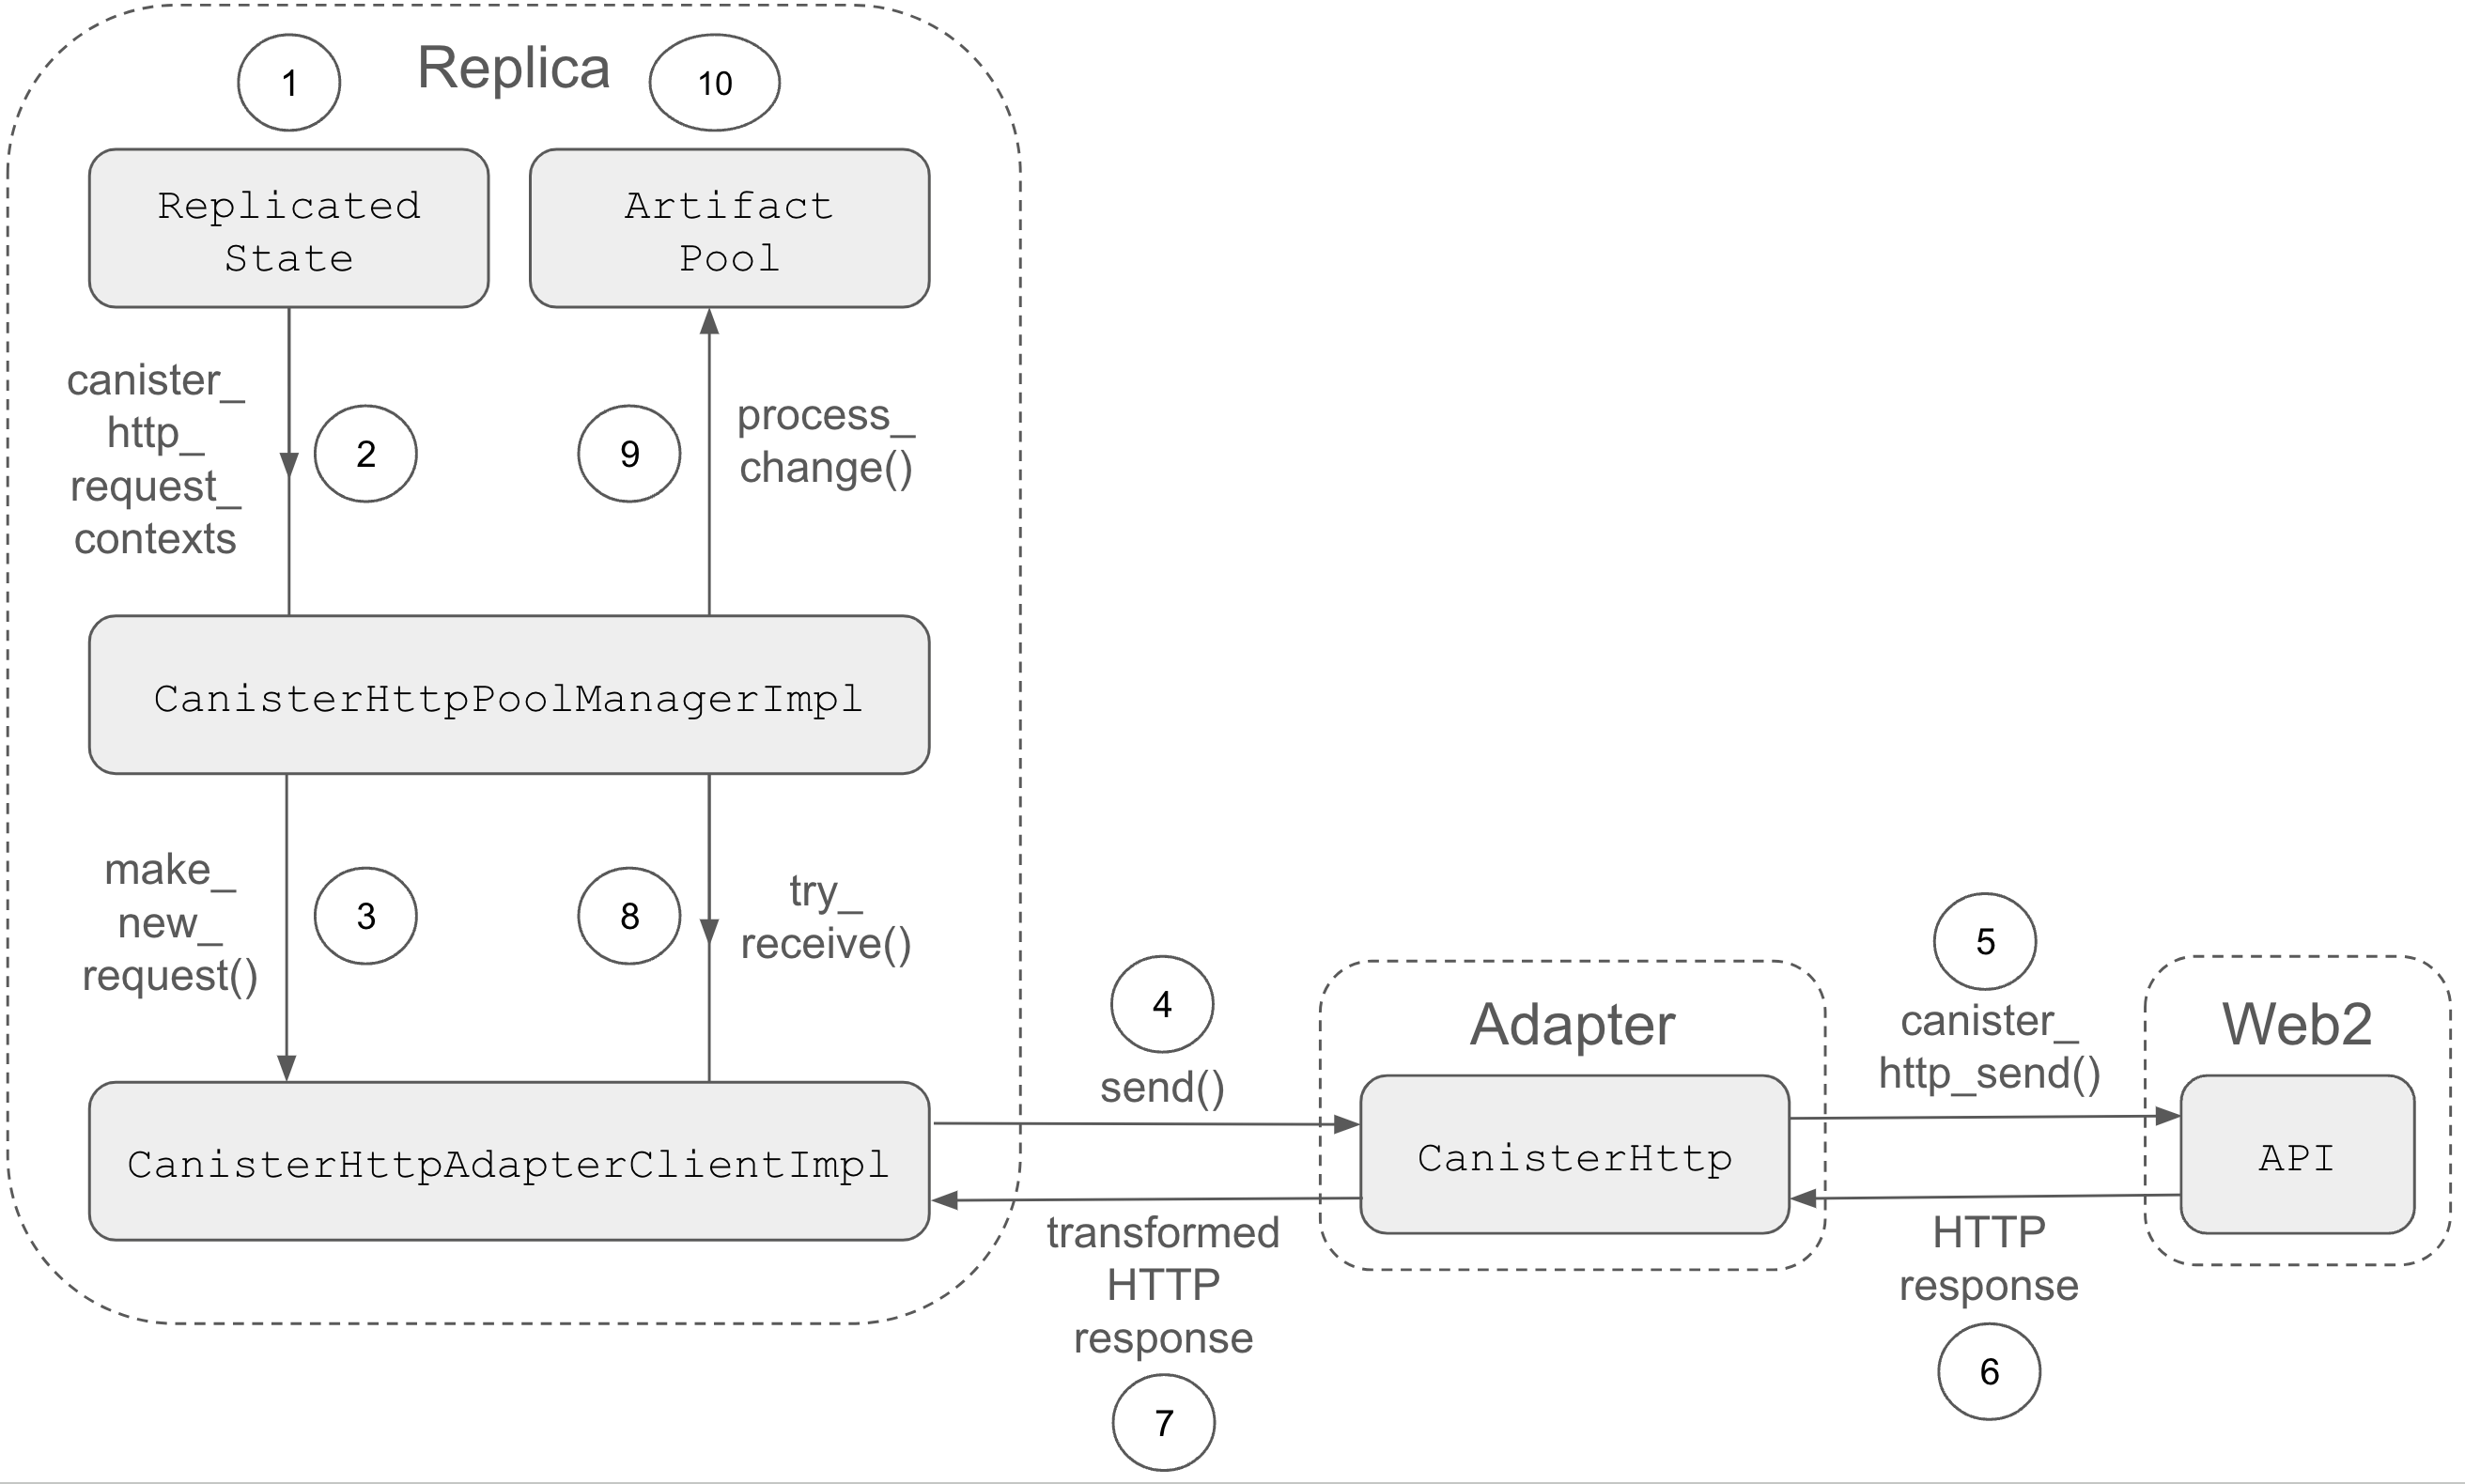 1
Replica
10
Replicated
State
Artifact
Pool
canister_
http_
request_
contexts
2
9
process_
change()
CanisterHttpPoolManagerImpl
make_
new_
request()
3
8
try_
receive()
CanisterHttpAdapterClientImpl
4
send()
transformed
HTTP
response
7
Adapter
CanisterHttp
5
canister_
http_send()
HTTP
response
6
Web2
API